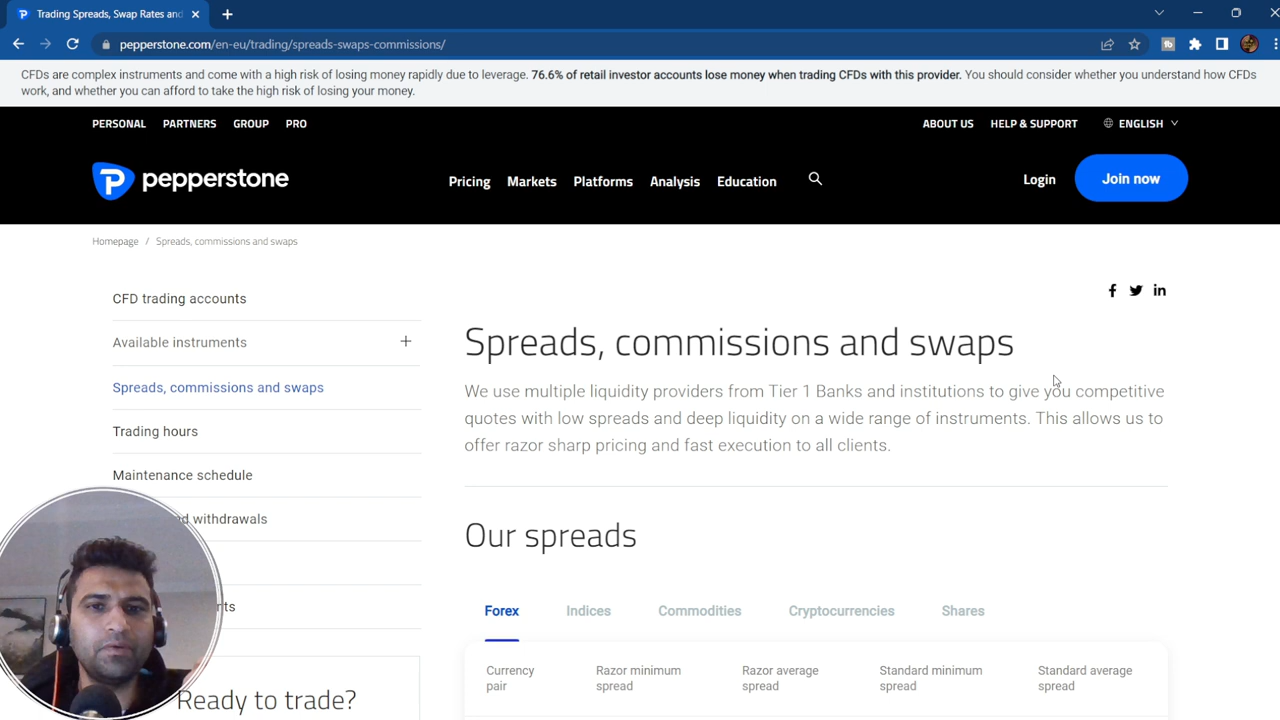 Trading Spreads, Swap Rates and
pepperstone.com/en-eu/trading/spreads-swaps-commissions/
CFDs are complex instruments and come with a high risk of losing money rapidly due to leverage. 76.6% of retail investor accounts lose money when trading CFDs with this provider. You should consider whether you understand how CFDs
work, and whether you can afford to take the high risk of losing your money.
PERSONAL PARTNERS GROUP PRO
ABOUT US HELP & SUPPORT ENGLISH
pepperstone
Pricing Markets Platforms Analysis Education
Login Join now
Homepage / Spreads, commissions and swaps
CFD trading accounts
Available instruments
Spreads, commissions and swaps
Trading hours
Maintenance schedule
withdrawals
Ready to trade?
Spreads, commissions and swaps
We use multiple liquidity providers from Tier 1 Banks and institutions to give you competitive
quotes with low spreads and deep liquidity on a wide range of instruments. This allows us to
offer razor sharp pricing and fast execution to all clients.
Our spreads
Forex Indices Commodities Cryptocurrencies Shares
Currency pair
Razor minimum spread
Razor average spread
Standard minimum spread
Standard average spread